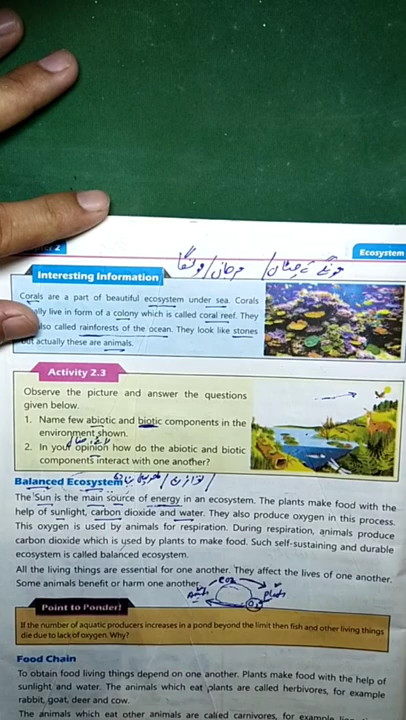 2
Ecosystem
مونگے کے چٹان / مرجان / مونگا
Interesting Information
Corals are a part of beautiful ecosystem under sea. Corals
live in form of a colony which is called coral reef. They
also called rainforests of the ocean. They look like stones
but actually these are animals.
Activity 2.3
Observe the picture and answer the questions
given below.
1. Name few abiotic and biotic components in the
environment shown.
2. In your opinion how do the abiotic and biotic
components interact with one another?
Balanced Ecosystem
The Sun is the main source of energy in an ecosystem. The plants make food with the
help of sunlight, carbon dioxide and water. They also produce oxygen in this process.
This oxygen is used by animals for respiration. During respiration, animals produce
carbon dioxide which is used by plants to make food. Such self-sustaining and durable
ecosystem is called balanced ecosystem.
All the living things are essential for one another. They affect the lives of one another.
Some animals benefit or harm one another.
CO2
Plants
O2
Point to Ponder!
If the number of aquatic producers increases in a pond beyond the limit then fish and other living things
die due to lack of oxygen. Why?
Food Chain
To obtain food living things depend on one another. Plants make food with the help of
sunlight and water. The animals which eat plants are called herbivores, for example
rabbit, goat, deer and cow.
The animals which eat other animals are called carnivores, for example